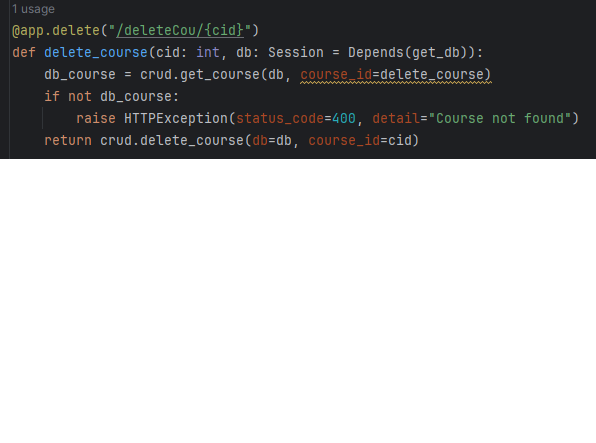 1 usage
@app.delete("/deleteCou/{cid}")
def delete_course(cid: int, db: Session = Depends(get_db)):
    db_course = crud.get_course(db, course_id=delete_course)
    if not db_course:
        raise HTTPException(status_code=400, detail="Course not found")
    return crud.delete_course(db=db, course_id=cid)